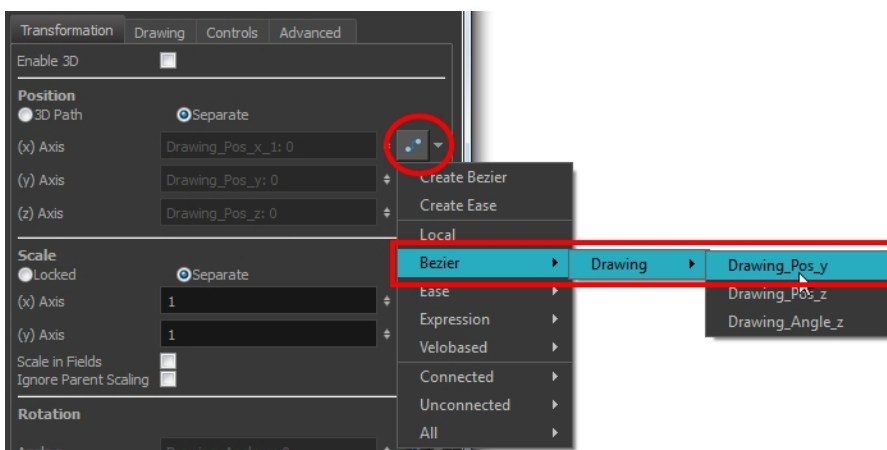 Transformation Drawing Controls Advanced
Enable 3D
Position
3D Path Separate
(x) Axis Drawing_Pos_x_1: 0
(y) Axis Drawing_Pos_y: 0
(z) Axis Drawing_Pos_z: 0
Scale
Locked Separate
(x) Axis 1
(y) Axis 1
Scale in Fields
Ignore Parent Scaling
Rotation
Create Bezier
Create Ease
Local
Bezier
Ease
Expression
Velobased
Connected
Unconnected
All
Drawing
Drawing_Pos_y
Drawing_Pos_z
Drawing_Angle_z